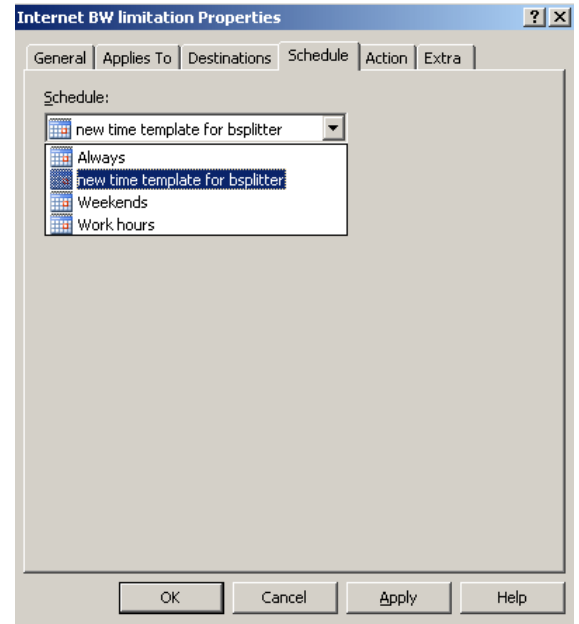 Internet BW limitation Properties
General Applies To Destinations Schedule Action Extra
Schedule:
new time template for bsplitter
Always
new time template for bsplitter
Weekends
Work hours
OK Cancel Apply Help